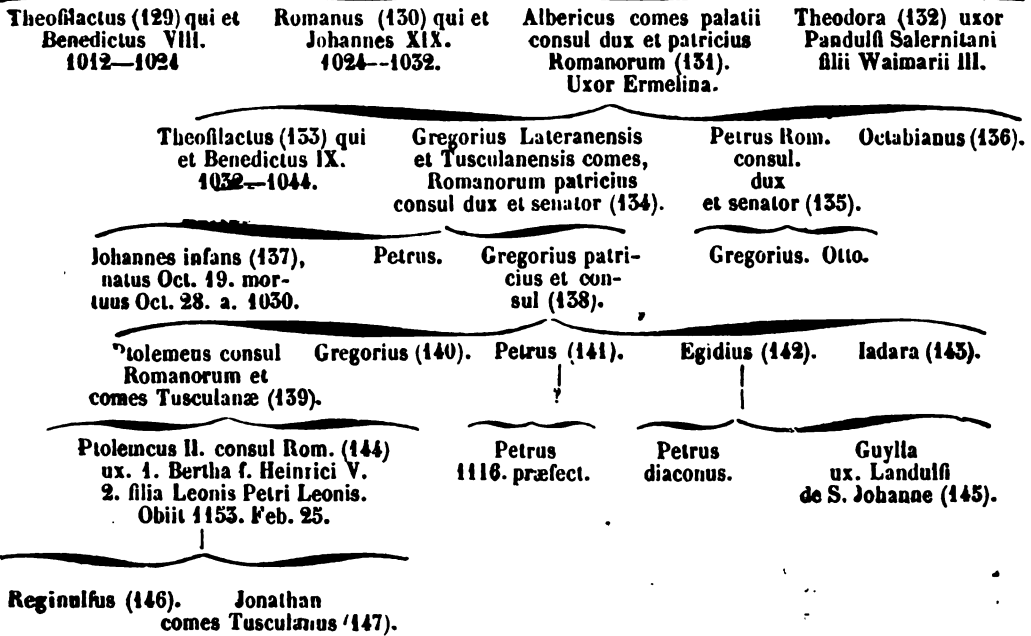 Theofilactus (129) qui et
Benedictus VIII.
1012—1024
Romanus (130) qui et
Johannes XIX.
1024--1032.
Albericus comes palatii
consul dux et patricius
Romanorum (131).
Uxor Ermelina.
Theodora (132) uxor
Pandulfi Salernitani
filii Waimarii III.
Theofilactus (133) qui
et Benedictus IX.
1032—1044.
Gregorius Lateranensis
et Tusculanensis comes,
Romanorum patricius
consul dux et senator (134).
Petrus Rom.
consul.
dux
et senator (135).
Octabianus (136).
Johannes infans (137),
natus Oct. 19. mor-
tuus Oct. 28. a. 1030.
Petrus.
Gregorius patri-
cius et con-
sul (138).
Gregorius. Otto.
Ptolemeus consul
Romanorum et
comes Tusculanæ (139).
Gregorius (140).
Petrus (141).
?
Egidius (142).
Iadara (143).
Ptolemeus II. consul Rom. (144)
ux. 1. Bertha f. Heinrici V.
2. filia Leonis Petri Leonis.
Obiit 1153. Feb. 25.
Petrus
1116. præfect.
Petrus
diaconus.
Guylla
ux. Landulfi
de S. Johanne (145).
Reginulfus (146).
Jonathan
comes Tusculanus (147).